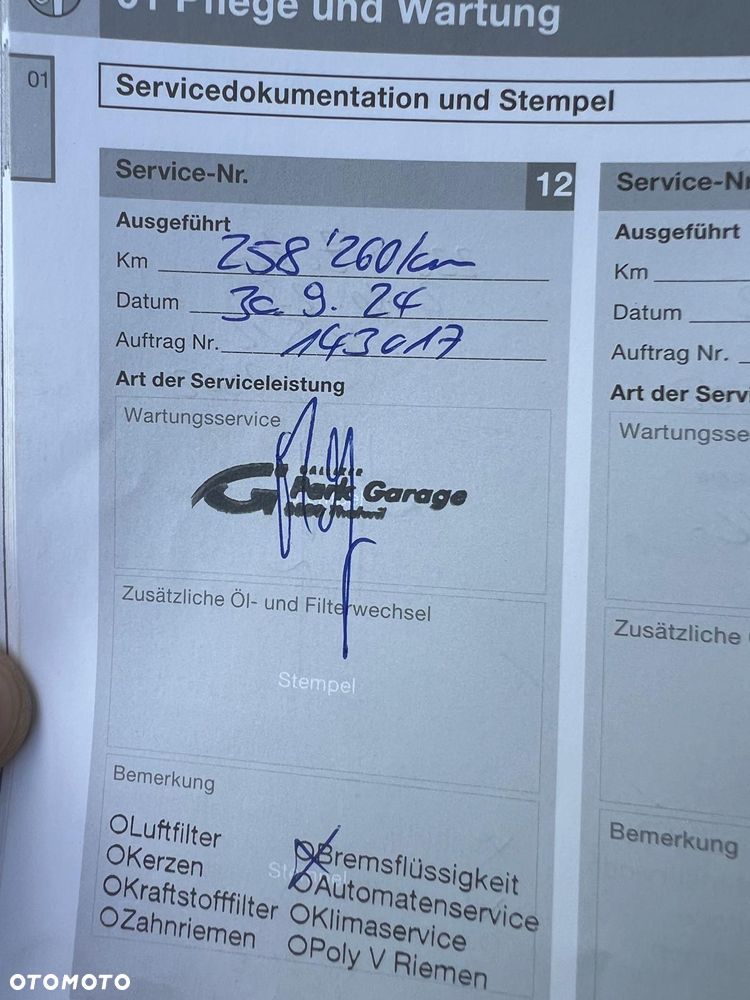 01 Pflege und Wartung
01
Servicedokumentation und Stempel
Service-Nr. 12
Ausgeführt
Km 258'260 km
Datum 30.9.24
Auftrag Nr. 143017
Art der Serviceleistung
Wartungsservice
Park Garage
Zusätzliche Öl- und Filterwechsel
Stempel
Bemerkung
Luftfilter
Kerzen
Kraftstofffilter
Zahnriemen
Stempel
Bremsflüssigkeit
Automatenservice
Klimaservice
Poly V Riemen
Service-Nr
Ausgeführt
Km
Datum
Auftrag Nr.
Art der Servi
Wartungsse
Zusätzliche
Bemerkung
OTOMOTO